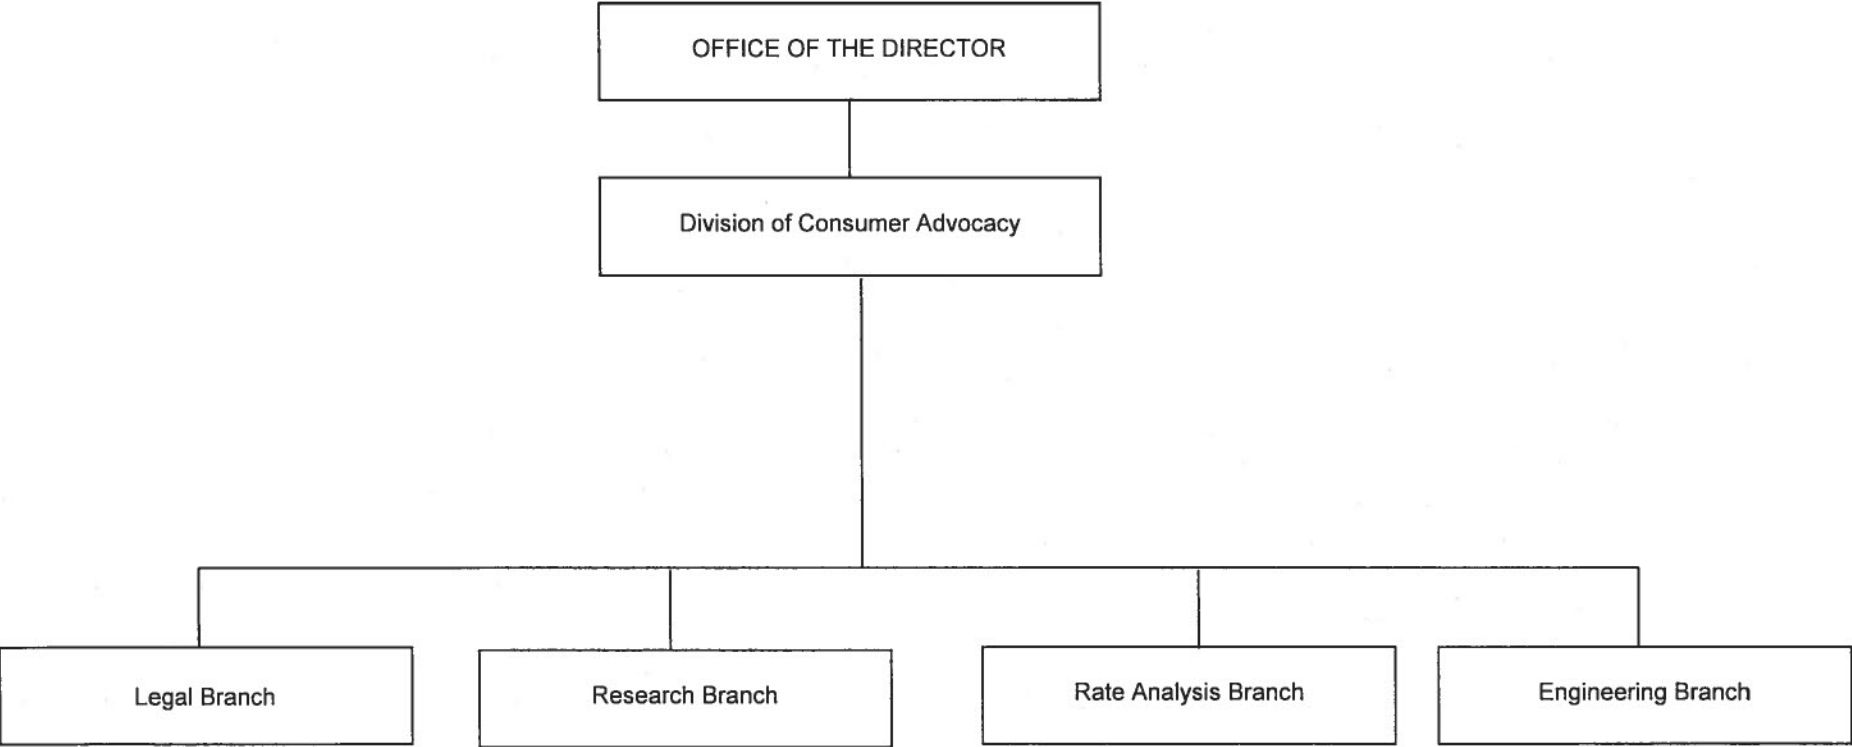 OFFICE OF THE DIRECTOR
Division of Consumer Advocacy
Legal Branch
Research Branch
Rate Analysis Branch
Engineering Branch